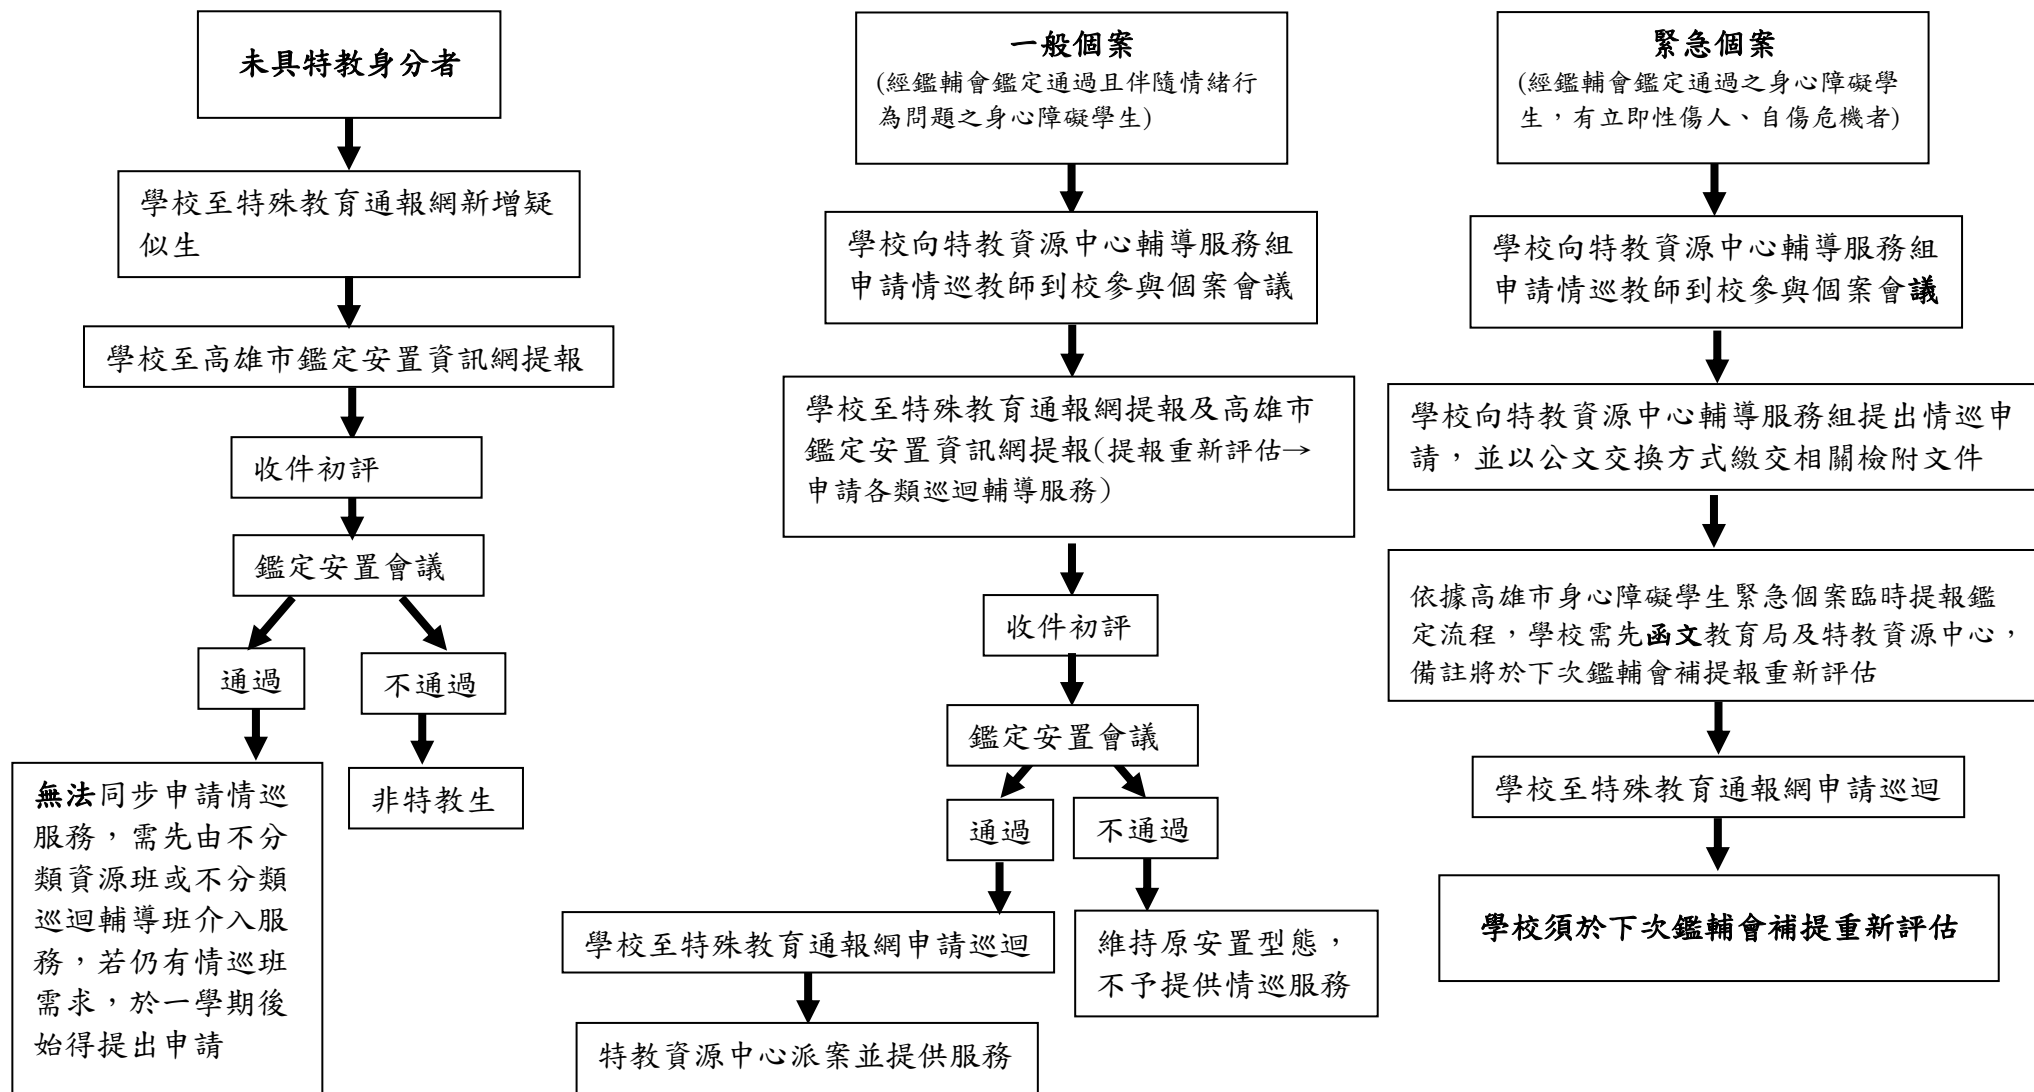 未具特教身分者
學校至特殊教育通報網新增疑
似生
學校至高雄市鑑定安置資訊網提報
收件初評
鑑定安置會議
通過
不通過
無法同步申請情巡
服務，需先由不分
類資源班或不分類
巡迴輔導班介入服
務，若仍有情巡班
需求，於一學期後
始得提出申請
非特教生
一般個案
(經鑑輔會鑑定通過且伴隨情緒行
為問題之身心障礙學生)
學校向特教資源中心輔導服務組
申請情巡教師到校參與個案會議
學校至特殊教育通報網提報及高雄市
鑑定安置資訊網提報(提報重新評估→
申請各類巡迴輔導服務)
收件初評
鑑定安置會議
通過
不通過
學校至特殊教育通報網申請巡迴
維持原安置型態，
不予提供情巡服務
特教資源中心派案並提供服務
緊急個案
(經鑑輔會鑑定通過之身心障礙學
生，有立即性傷人、自傷危機者)
學校向特教資源中心輔導服務組
申請情巡教師到校參與個案會議
學校向特教資源中心輔導服務組提出情巡申
請，並以公文交換方式繳交相關檢附文件
依據高雄市身心障礙學生緊急個案臨時提報鑑
定流程，學校需先函文教育局及特教資源中心，
備註將於下次鑑輔會補提報重新評估
學校至特殊教育通報網申請巡迴
學校須於下次鑑輔會補提重新評估